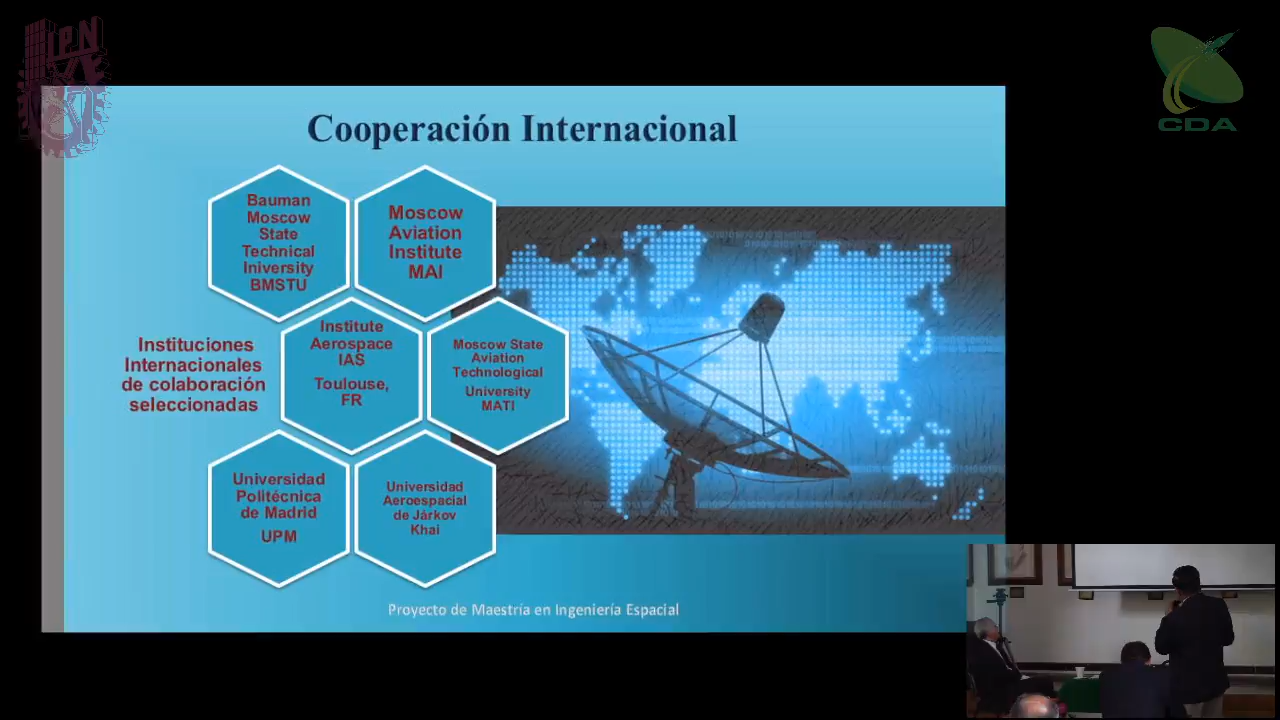 IPN
CDA
Cooperación Internacional
Bauman
Moscow
State
Technical
Iniversity
BMSTU
Moscow
Aviation
Institute
MAI
Instituciones
Internacionales
de colaboración
seleccionadas
Institute
Aerospace
IAS
Toulouse,
FR
Moscow State
Aviation
Technological
University
MATI
Universidad
Politécnica
de Madrid
UPM
Universidad
Aeroespacial
de Járkov
Khai
Proyecto de Maestría en Ingeniería Espacial